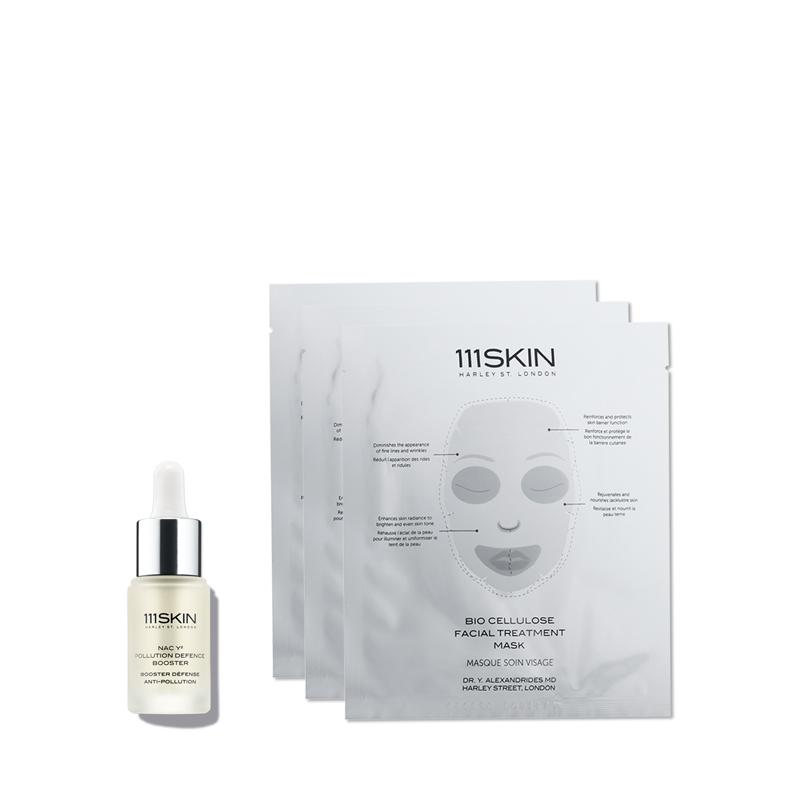 111SKIN
HARLEY ST. LONDON
NAC Y²
POLLUTION DEFENCE
BOOSTER
BOOSTER DÉFENSE
ANTI-POLLUTION
111SKIN
HARLEY ST. LONDON
Reinforces and protects
skin barrier function
Renforce et protège le
bon fonctionnement de
la barrière cutanée
Diminishes the appearance
of fine lines and wrinkles
Réduit l'apparition des rides
et ridules
Rejuvenates and
nourishes lacklustre skin
Revitalise et nourrit la
peau terne
Enhances skin radiance to
brighten and even skin tone
Réhausse l'éclat de la peau
pour illuminer et uniformiser le
teint de la peau
BIO CELLULOSE
FACIAL TREATMENT
MASK
MASQUE SOIN VISAGE
DR. Y. ALEXANDRIDES MD
HARLEY STREET, LONDON